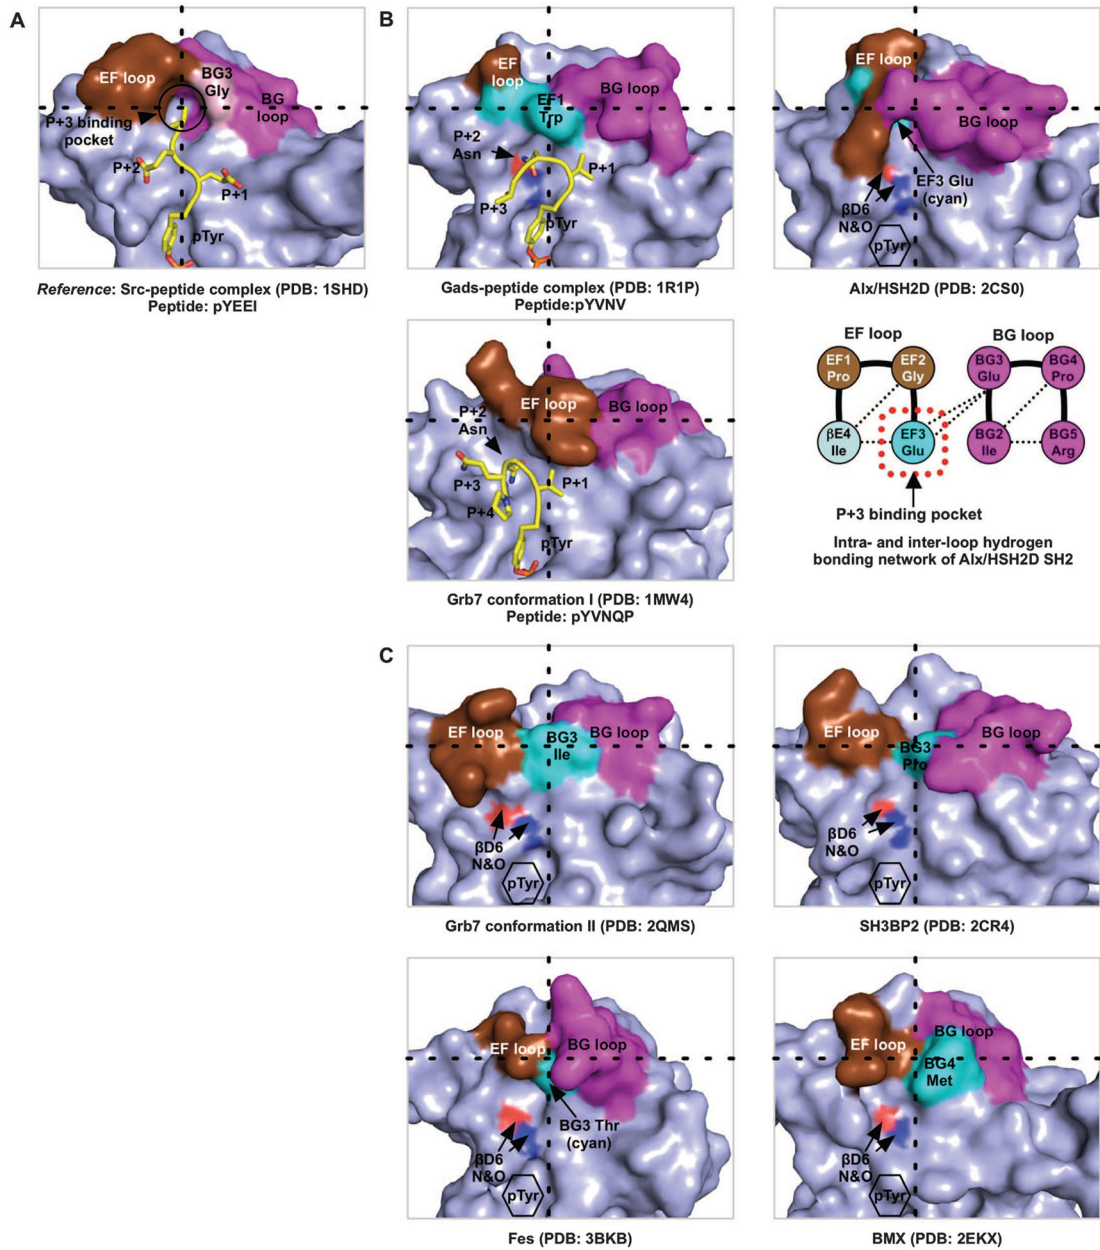 A
EF loop
BG3
Gly
BG
loop
P+3 binding
pocket
P+2
P+1
pTyr
Reference: Src-peptide complex (PDB: 1SHD)
Peptide: pYEEI
B
EF
loop
EF1
Trp
BG loop
P+2
Asn
P+1
P+3
pTyr
Gads-peptide complex (PDB: 1R1P)
Peptide:pYVNV
EF loop
BG loop
EF3 Glu
(cyan)
βD6
N&O
pTyr
Alx/HSH2D (PDB: 2CS0)
P+2
Asn
EF loop
BG loop
P+3
P+1
P+4
pTyr
Grb7 conformation I (PDB: 1MW4)
Peptide: pYVNQP
EF loop
BG loop
EF1
Pro
EF2
Gly
BG3
Glu
BG4
Pro
βE4
Ile
EF3
Glu
BG2
Ile
BG5
Arg
P+3 binding pocket
Intra- and inter-loop hydrogen
bonding network of Alx/HSH2D SH2
C
EF loop
BG3
Ile
BG loop
βD6
N&O
pTyr
Grb7 conformation II (PDB: 2QMS)
EF loop
BG3
Pro
BG loop
βD6
N&O
pTyr
SH3BP2 (PDB: 2CR4)
EF loop
BG loop
BG3 Thr
(cyan)
βD6
N&O
pTyr
Fes (PDB: 3BKB)
EF loop
BG loop
BG4
Met
βD6
N&O
pTyr
BMX (PDB: 2EKX)